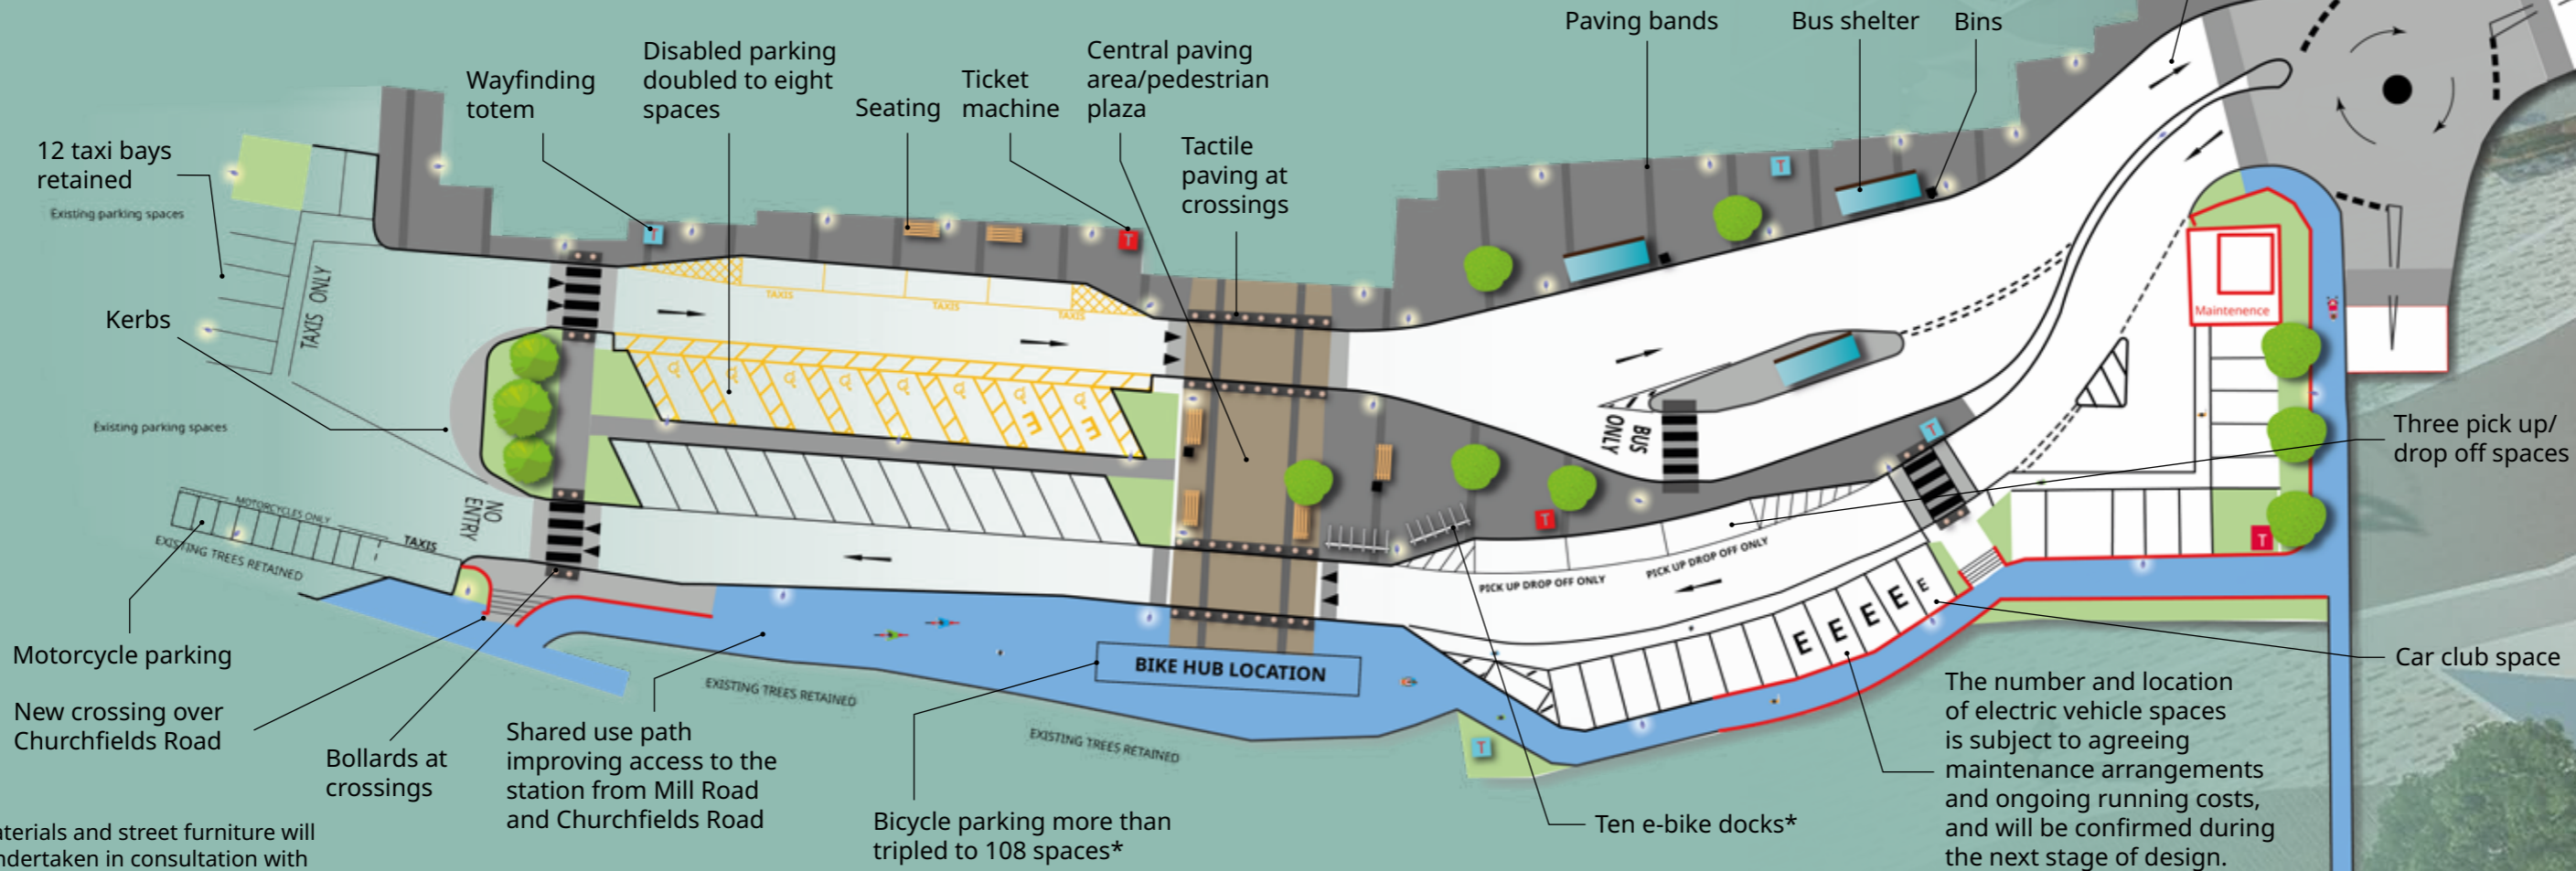 Paving bands
Bus shelter
Bins
Wayfinding
totem
Disabled parking
doubled to eight
spaces
Seating
Ticket
machine
Central paving
area/pedestrian
plaza
Tactile
paving at
crossings
12 taxi bays
retained
Existing parking spaces
TAXIS ONLY
Kerbs
Existing parking spaces
T
T
T
TAXIS
TAXIS
TAXIS
E
E
BUS
ONLY
T
T
Maintenence
Three pick up/
drop off spaces
MOTORCYCLES ONLY
TAXIS
NO
ENTRY
EXISTING TREES RETAINED
PICK UP DROP OFF ONLY
PICK UP DROP OFF ONLY
T
E
E
E
E
E
Car club space
Motorcycle parking
New crossing over
Churchfields Road
Bollards at
crossings
Shared use path
improving access to the
station from Mill Road
and Churchfields Road
EXISTING TREES RETAINED
BIKE HUB LOCATION
EXISTING TREES RETAINED
T
Bicycle parking more than
tripled to 108 spaces*
Ten e-bike docks*
The number and location
of electric vehicle spaces
is subject to agreeing
maintenance arrangements
and ongoing running costs,
and will be confirmed during
the next stage of design.
aterials and street furniture will
ndertaken in consultation with